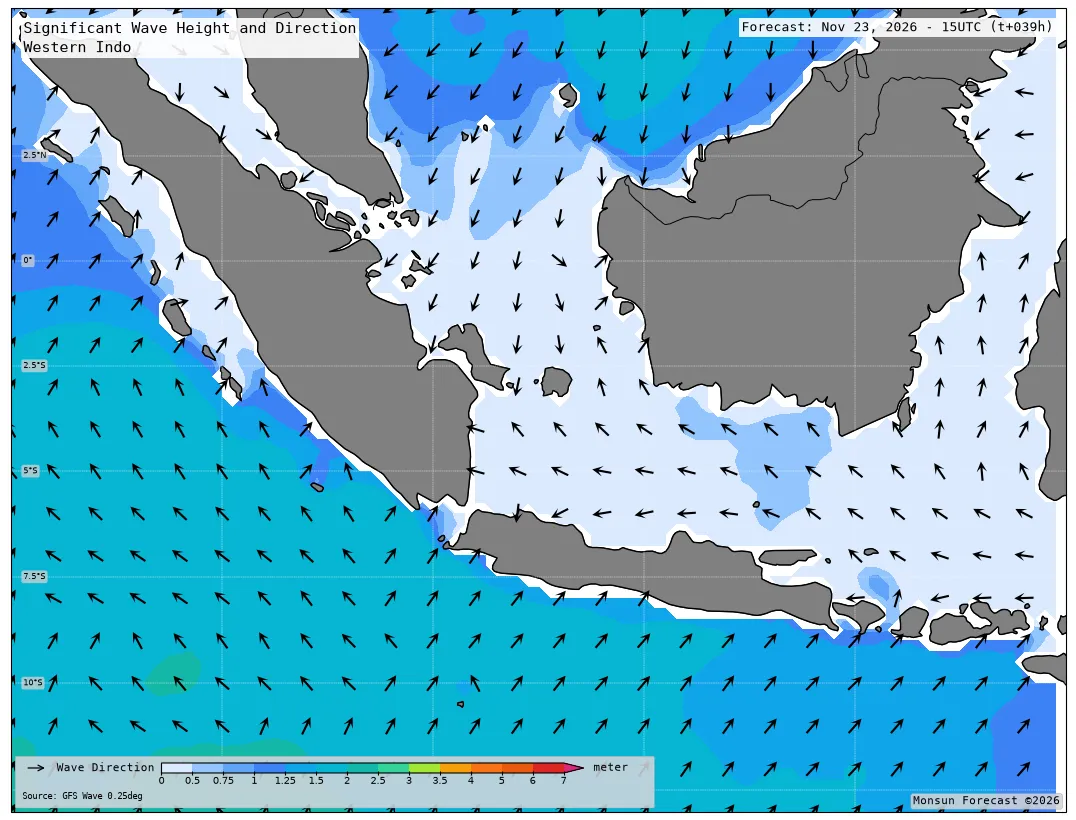 Significant Wave Height and Direction
Western Indo
Forecast: Nov 23, 2026 - 15UTC (t+039h)
2.5°N
0°
2.5°S
5°S
7.5°S
10°S
Wave Direction
meter
0 0.5 0.75 1 1.25 1.5 2 2.5 3 3.5 4 5 6 7
Source: GFS Wave 0.25deg
Monsun Forecast ©2026